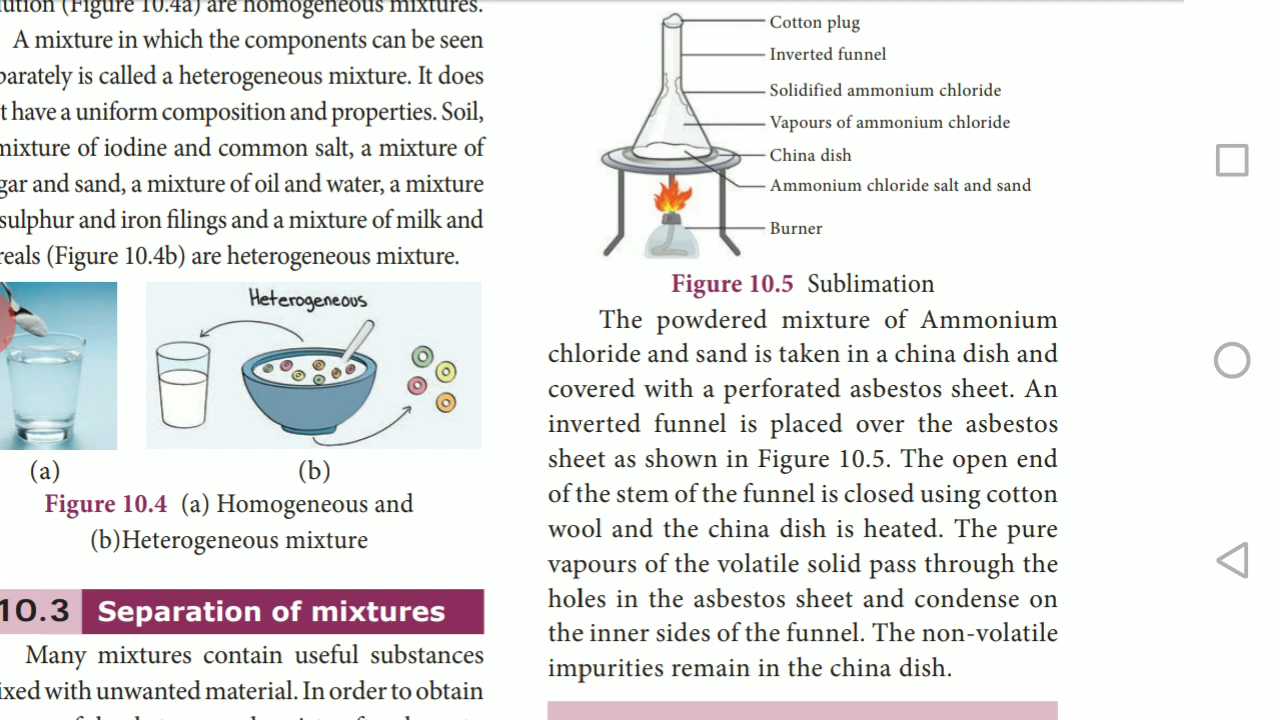 (Figure 10.4a) are homogeneous mixtures.
A mixture in which the components can be seen
is called a heterogeneous mixture. It does
have a uniform composition and properties. Soil,
mixture of iodine and common salt, a mixture of
and sand, a mixture of oil and water, a mixture
sulphur and iron filings and a mixture of milk and
(Figure 10.4b) are heterogeneous mixture.
Heterogeneous
(a) (b)
Figure 10.4 (a) Homogeneous and
(b)Heterogeneous mixture
10.3 Separation of mixtures
Many mixtures contain useful substances
with unwanted material. In order to obtain
Cotton plug
Inverted funnel
Solidified ammonium chloride
Vapours of ammonium chloride
China dish
Ammonium chloride salt and sand
Burner
Figure 10.5 Sublimation
The powdered mixture of Ammonium
chloride and sand is taken in a china dish and
covered with a perforated asbestos sheet. An
inverted funnel is placed over the asbestos
sheet as shown in Figure 10.5. The open end
of the stem of the funnel is closed using cotton
wool and the china dish is heated. The pure
vapours of the volatile solid pass through the
holes in the asbestos sheet and condense on
the inner sides of the funnel. The non-volatile
impurities remain in the china dish.